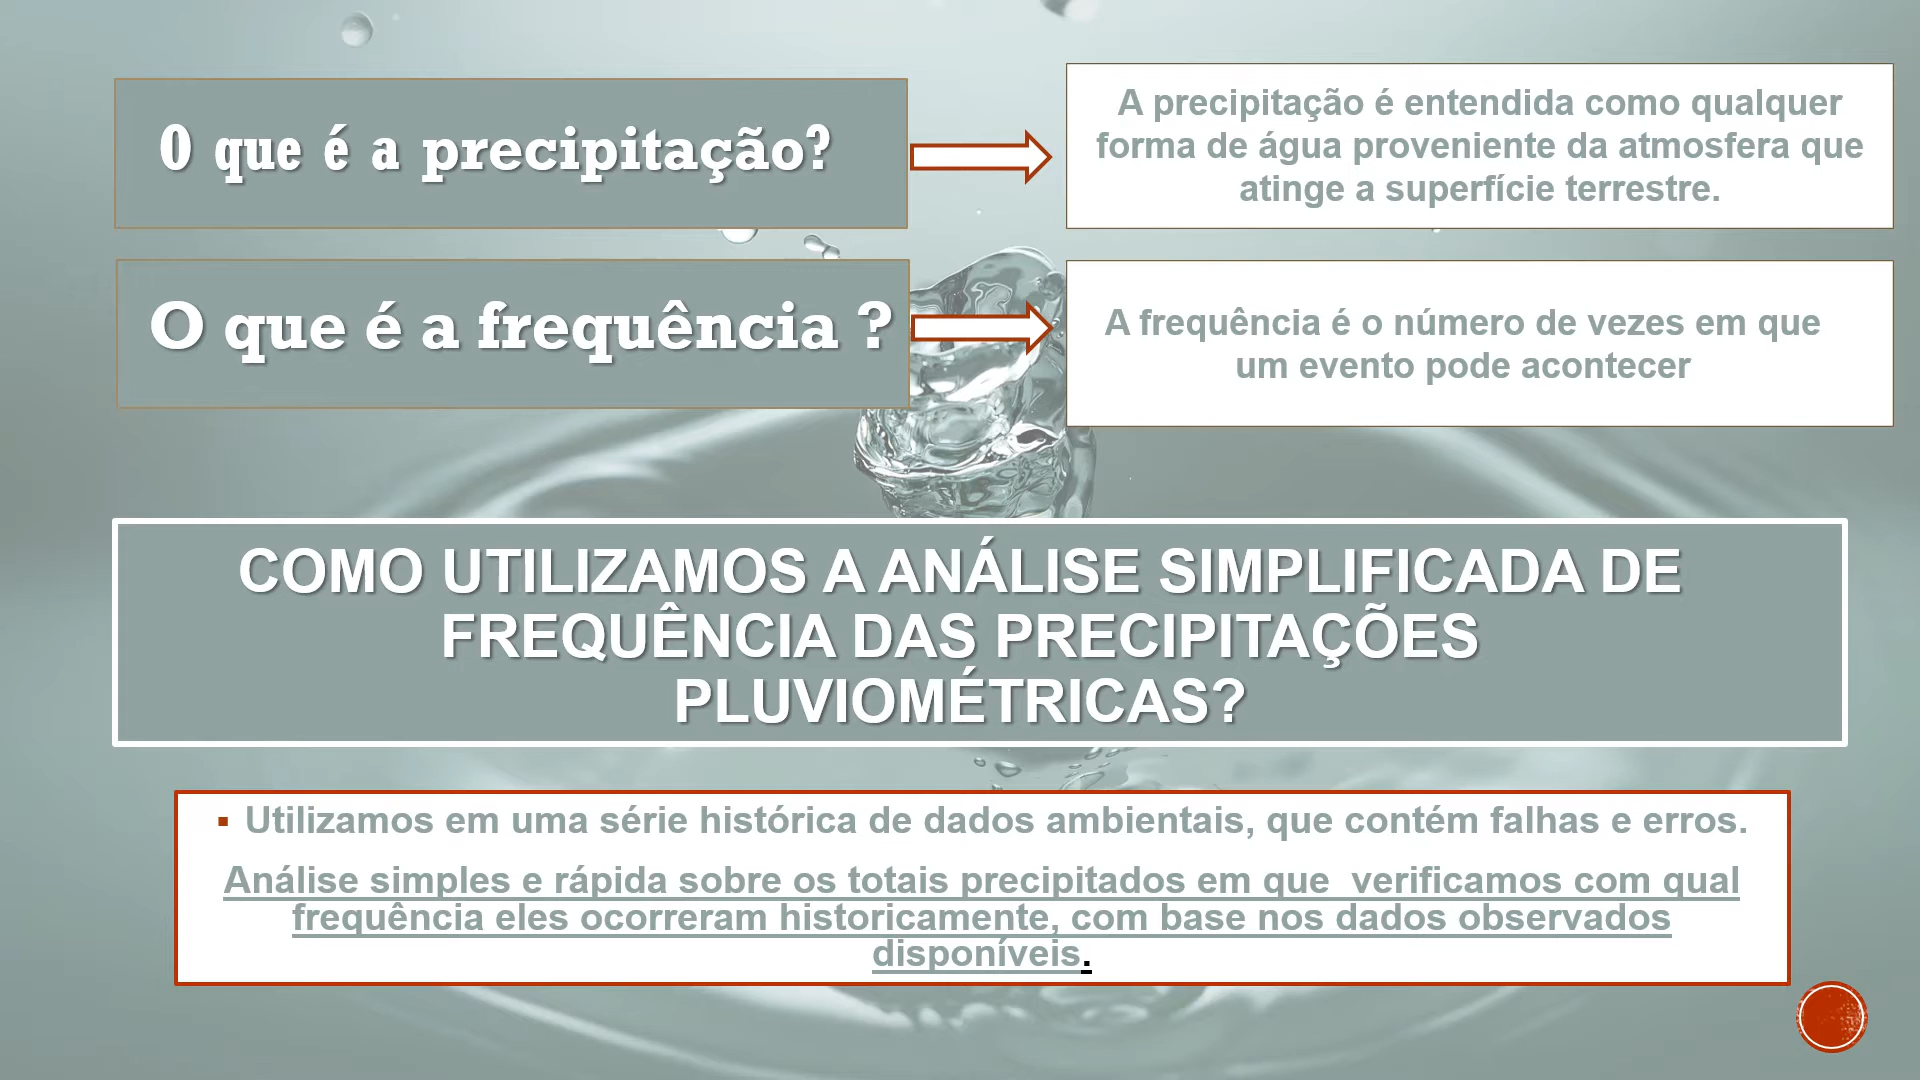 O que é a precipitação?
A precipitação é entendida como qualquer
forma de água proveniente da atmosfera que
atinge a superfície terrestre.
O que é a frequência ?
A frequência é o número de vezes em que
um evento pode acontecer
COMO UTILIZAMOS A ANÁLISE SIMPLIFICADA DE
FREQUÊNCIA DAS PRECIPITAÇÕES
PLUVIOMÉTRICAS?
▪ Utilizamos em uma série histórica de dados ambientais, que contém falhas e erros.
Análise simples e rápida sobre os totais precipitados em que  verificamos com qual
frequência eles ocorreram historicamente, com base nos dados observados
disponíveis.